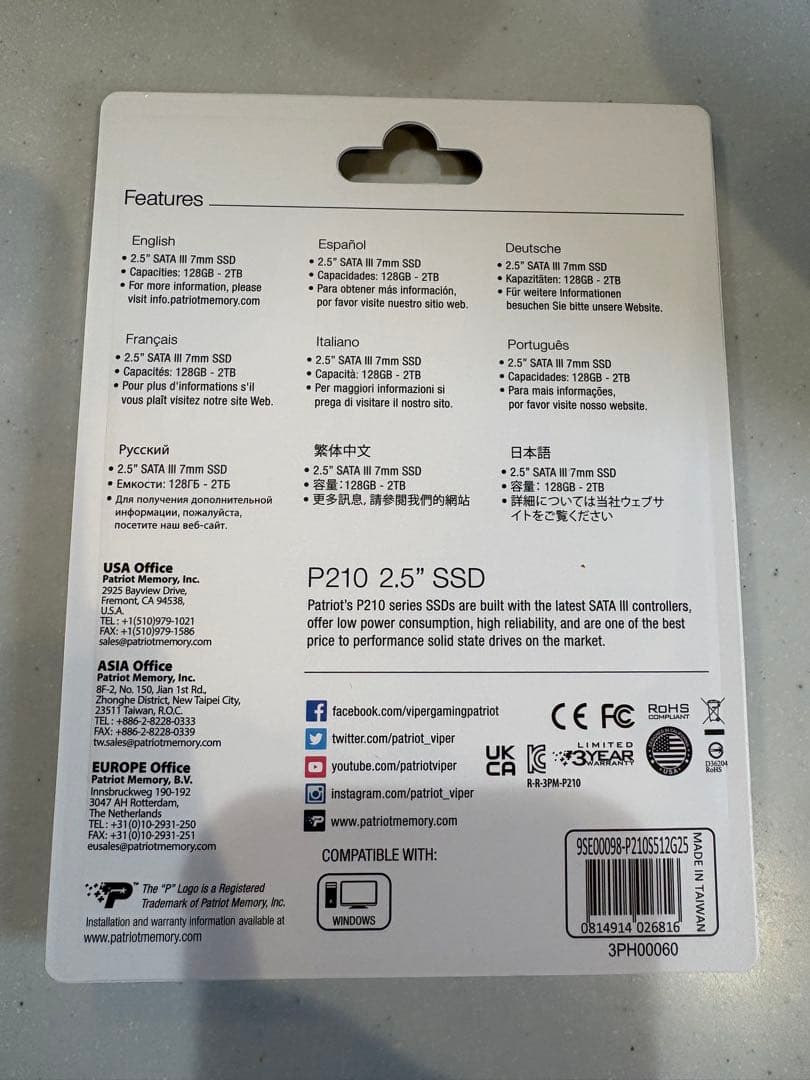 Features
English
• 2.5" SATA III 7mm SSD
• Capacities: 128GB - 2TB
• For more information, please
visit info.patriotmemory.com
Español
• 2.5" SATA III 7mm SSD
• Capacidades: 128GB - 2TB
• Para obtener más información,
por favor visite nuestro sitio web.
Deutsche
• 2.5" SATA III 7mm SSD
• Kapazitäten: 128GB - 2TB
• Für weitere Informationen
besuchen Sie bitte unsere Website.
Français
• 2.5" SATA III 7mm SSD
• Capacités: 128GB - 2TB
• Pour plus d'informations s'il
vous plaît visitez notre site Web.
Italiano
• 2.5" SATA III 7mm SSD
• Capacità: 128GB - 2TB
• Per maggiori informazioni si
prega di visitare il nostro sito.
Português
• 2.5" SATA III 7mm SSD
• Capacidades: 128GB - 2TB
• Para mais informações,
por favor visite nosso website.
Русский
• 2.5" SATA III 7mm SSD
• Емкости: 128ГБ - 2ТБ
• Для получения дополнительной
информации, пожалуйста,
посетите наш веб-сайт.
繁体中文
• 2.5" SATA III 7mm SSD
• 容量：128GB - 2TB
• 更多訊息, 請參閱我們的網站
日本語
• 2.5" SATA III 7mm SSD
• 容量： 128GB - 2TB
• 詳細については当社ウェブサ
イトをご覧ください
USA Office
Patriot Memory, Inc.
2925 Bayview Drive,
Fremont, CA 94538,
U.S.A.
TEL : +1(510)979-1021
FAX: +1(510)979-1586
sales@patriotmemory.com
ASIA Office
Patriot Memory, Inc.
8F-2, No. 150, Jian 1st Rd.,
Zhonghe District, New Taipei City,
23511 Taiwan, R.O.C.
TEL : +886-2-8228-0333
FAX: +886-2-8228-0339
tw.sales@patriotmemory.com
EUROPE Office
Patriot Memory, B.V.
Innsbruckweg 190-192
3047 AH Rotterdam,
The Netherlands
TEL : +31(0)10-2931-250
FAX: +31(0)10-2931-251
eusales@patriotmemory.com
P™ The "P" Logo is a Registered
Trademark of Patriot Memory, Inc.
Installation and warranty information available at
www.patriotmemory.com
P210 2.5" SSD
Patriot's P210 series SSDs are built with the latest SATA III controllers,
offer low power consumption, high reliability, and are one of the best
price to performance solid state drives on the market.
facebook.com/vipergamingpatriot
twitter.com/patriot_viper
youtube.com/patriotviper
instagram.com/patriot_viper
www.patriotmemory.com
CE FC RoHS
COMPLIANT
UK
CA
LIMITED
3YEAR
WARRANTY
R-R-3PM-P210
USA
D36204
RoHS
COMPATIBLE WITH:
WINDOWS
9SE00098-P210S512G25
0814914 026816
MADE IN TAIWAN
3PH00060